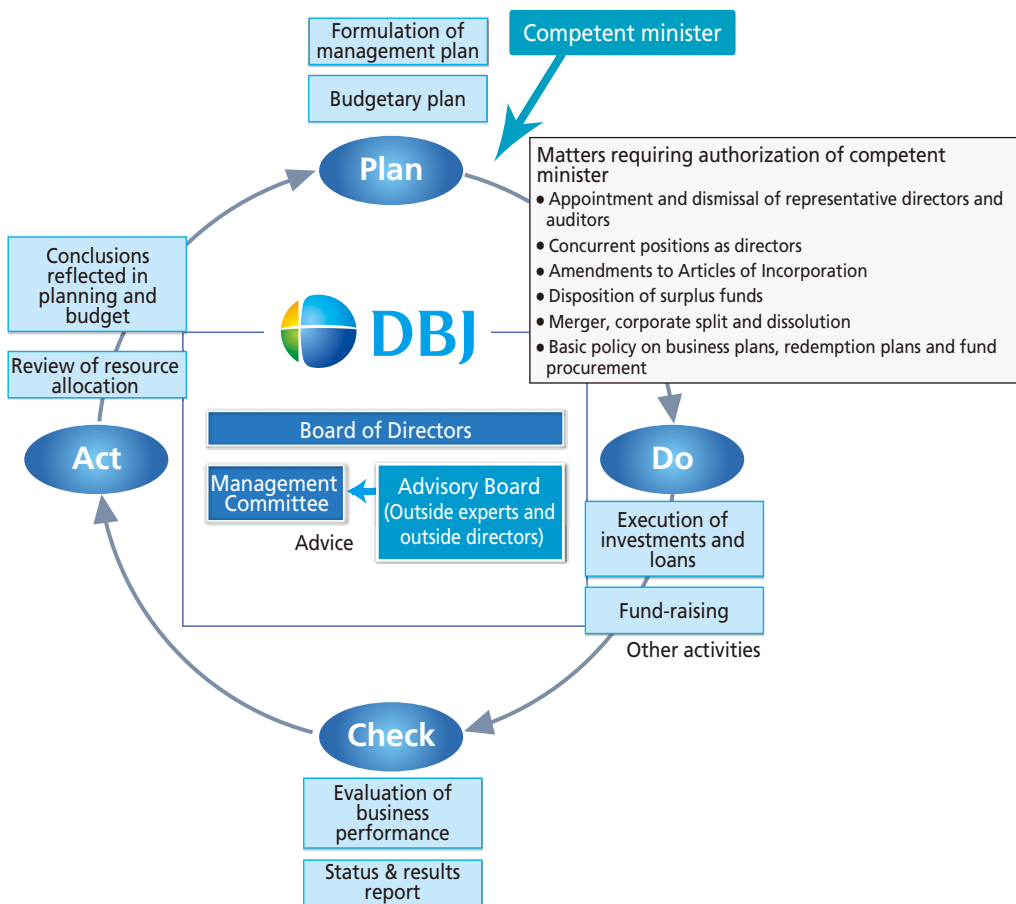 Formulation of
management plan
Competent minister
Budgetary plan
Plan
Matters requiring authorization of competent
minister
• Appointment and dismissal of representative directors and
auditors
• Concurrent positions as directors
• Amendments to Articles of Incorporation
• Disposition of surplus funds
• Merger, corporate split and dissolution
• Basic policy on business plans, redemption plans and fund
procurement
Conclusions
reflected in
planning and
budget
Review of resource
allocation
DBJ
Act
Board of Directors
Management
Committee
Advisory Board
(Outside experts and
outside directors)
Advice
Do
Execution of
investments and
loans
Fund-raising
Other activities
Check
Evaluation of
business
performance
Status & results
report